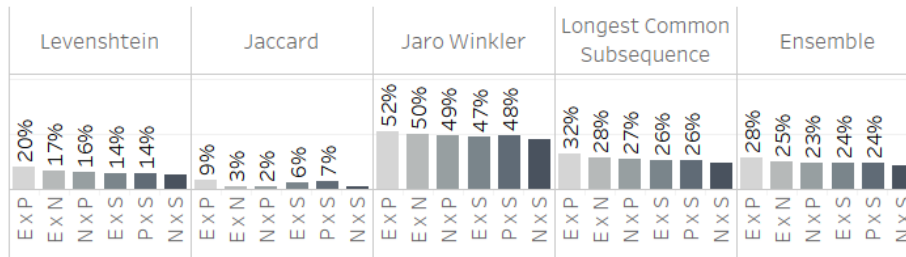 Levenshtein
Jaccard
Jaro Winkler
Longest Common
Subsequence
Ensemble
20% 17% 16% 14% 14%
9% 3% 2% 6% 7%
52% 50% 49% 47% 48%
32% 28% 27% 26% 26%
28% 25% 23% 24% 24%
E x P E x N N x P E x S P x S N x S
E x P E x N N x P E x S P x S N x S
E x P E x N N x P E x S P x S N x S
E x P E x N N x P E x S P x S N x S
E x P E x N N x P E x S P x S N x S